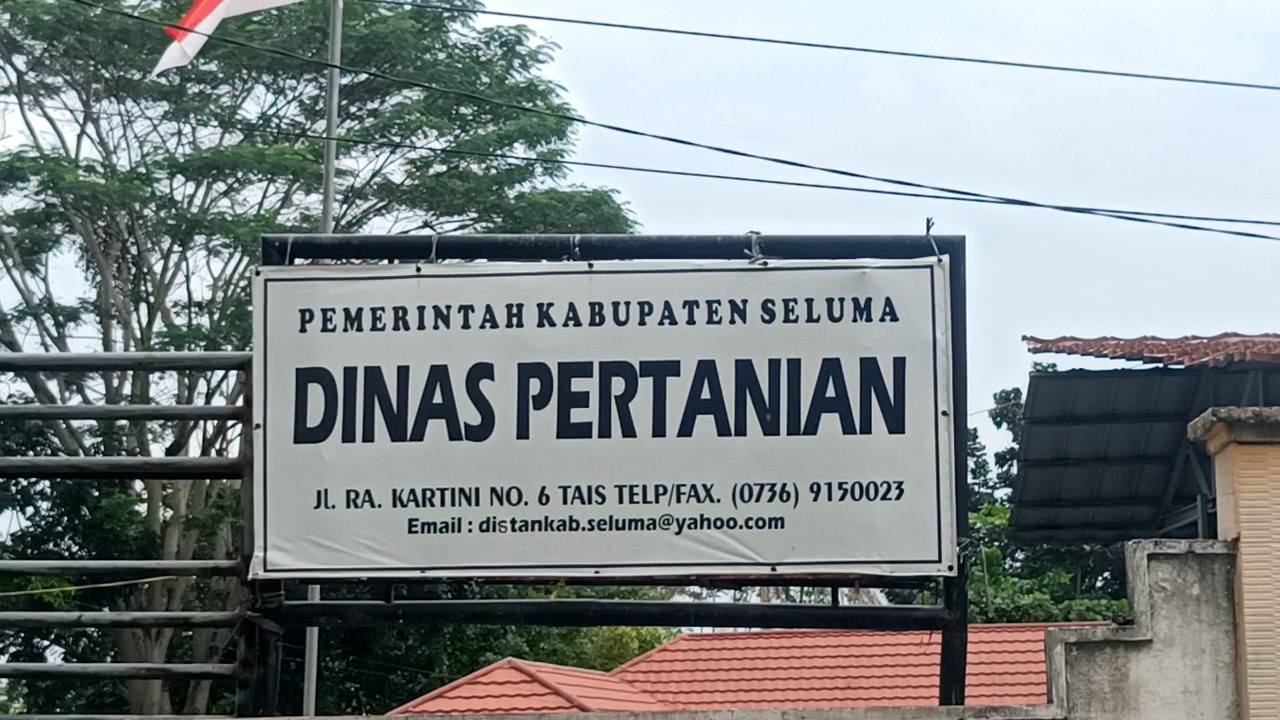 PEMERINTAH KABUPATEN SELUMA
DINAS PERTANIAN
Jl. RA. KARTINI NO. 6 TAIS TELP/FAX. (0736) 9150023
Email : distankab.seluma@yahoo.com